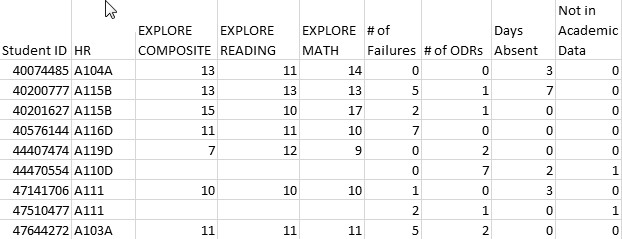 Student ID HR EXPLORE COMPOSITE EXPLORE READING EXPLORE MATH # of Failures # of ODRs Days Absent Not in Academic Data
40074485 A104A 13 11 14 0 0 3 0
40200777 A115B 13 13 13 5 1 7 0
40201627 A115B 15 10 17 2 1 0 0
40576144 A116D 11 11 10 7 0 0 0
44407474 A119D 7 12 9 0 2 0 0
44470554 A110D 0 7 2 1
47141706 A111 10 10 10 1 0 3 0
47510477 A111 2 1 0 1
47644272 A103A 11 11 11 5 2 0 0